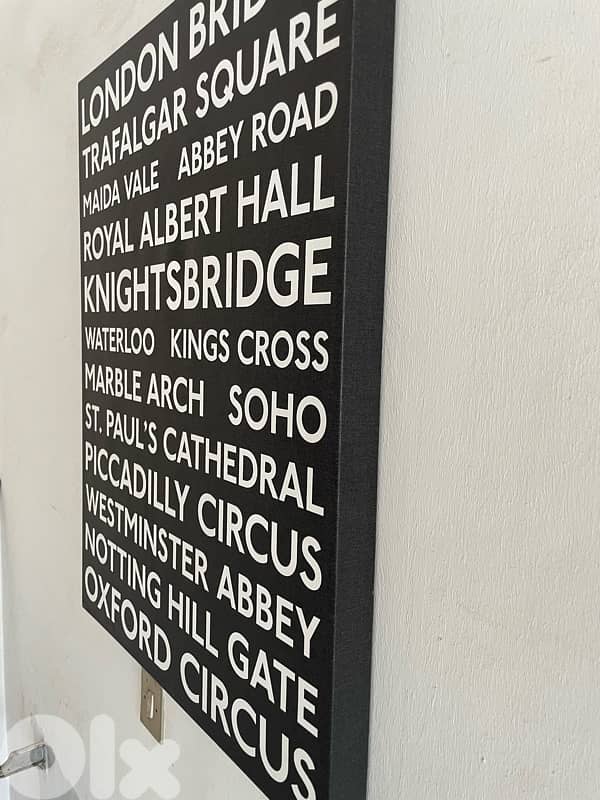 LONDON BRID
TRAFALGAR SQUARE
MAIDA VALE ABBEY ROAD
ROYAL ALBERT HALL
KNIGHTSBRIDGE
WATERLOO KINGS CROSS
MARBLE ARCH SOHO
ST. PAUL'S CATHEDRAL
PICCADILLY CIRCUS
WESTMINSTER ABBEY
NOTTING HILL GATE
OXFORD CIRCUS
Olx